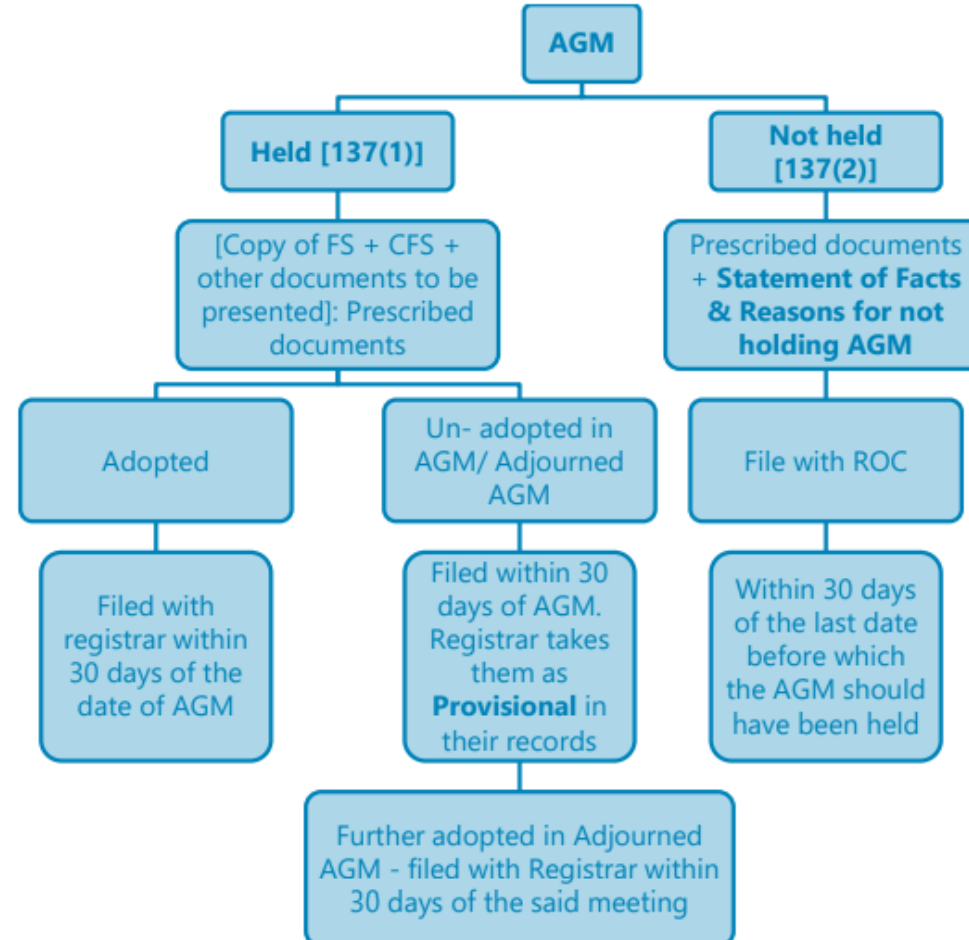 AGM
Held [137(1)]
Not held
[137(2)]
[Copy of FS + CFS +
other documents to be
presented]: Prescribed
documents
Prescribed documents
+ Statement of Facts
& Reasons for not
holding AGM
Adopted
Un- adopted in
AGM/ Adjourned
AGM
File with ROC
Filed with
registrar within
30 days of the
date of AGM
Filed within 30
days of AGM.
Registrar takes
them as
Provisional in
their records
Within 30 days
of the last date
before which
the AGM should
have been held
Further adopted in Adjourned
AGM - filed with Registrar within
30 days of the said meeting